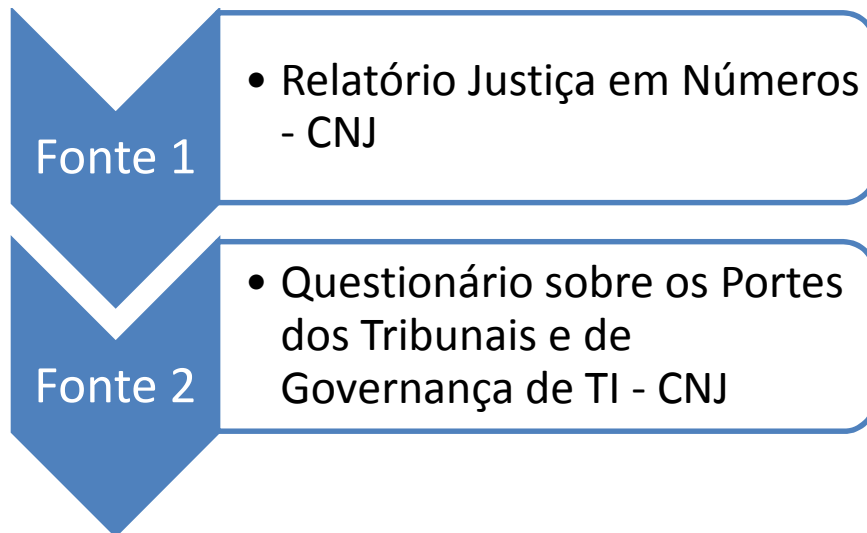 Fonte 1
• Relatório Justiça em Números
- CNJ
Fonte 2
• Questionário sobre os Portes
dos Tribunais e de
Governança de TI - CNJ